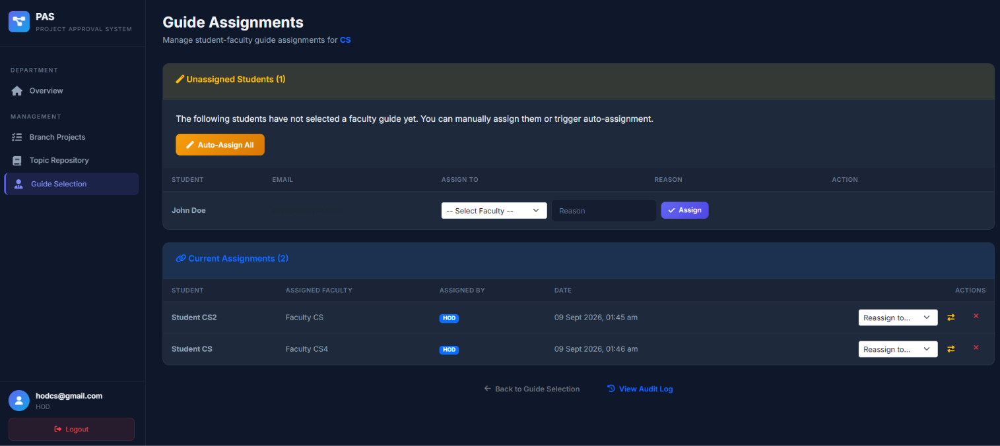 PAS
PROJECT APPROVAL SYSTEM
DEPARTMENT
Overview
MANAGEMENT
Branch Projects
Topic Repository
Guide Selection
hodcs@gmail.com
HOD
Logout
Guide Assignments
Manage student-faculty guide assignments for CS
Unassigned Students (1)
The following students have not selected a faculty guide yet. You can manually assign them or trigger auto-assignment.
Auto-Assign All
STUDENT EMAIL ASSIGN TO REASON ACTION
John Doe -- Select Faculty -- Reason Assign
Current Assignments (2)
STUDENT ASSIGNED FACULTY ASSIGNED BY DATE ACTIONS
Student CS2 Faculty CS HOD 09 Sept 2026, 01:45 am Reassign to...
Student CS Faculty CS4 HOD 09 Sept 2026, 01:46 am Reassign to...
Back to Guide Selection View Audit Log